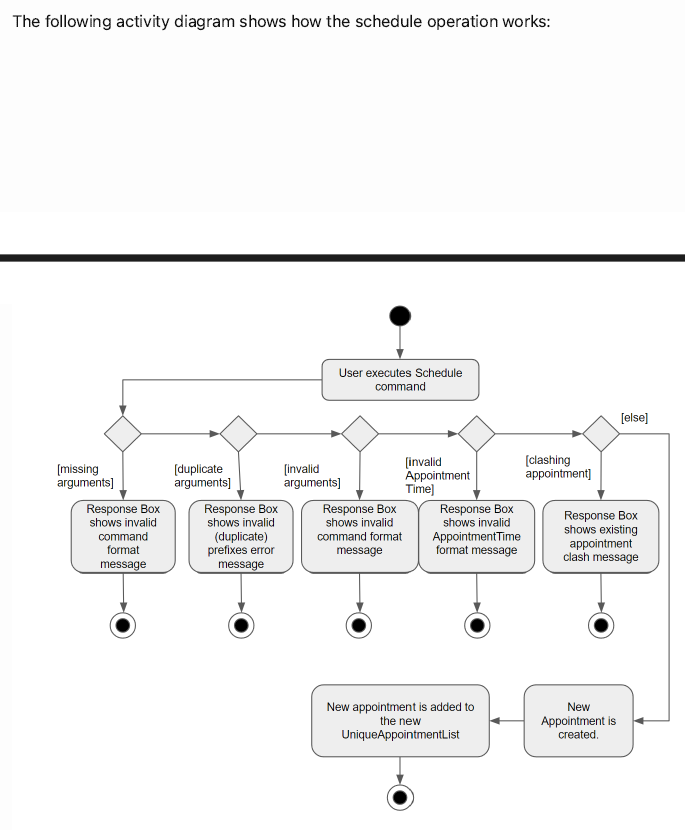 The following activity diagram shows how the schedule operation works:
User executes Schedule
command
[else]
[missing
arguments]
[duplicate
arguments]
[invalid
arguments]
[invalid
Appointment
Time]
[clashing
appointment]
Response Box
shows invalid
command
format
message
Response Box
shows invalid
(duplicate)
prefixes error
message
Response Box
shows invalid
command format
message
Response Box
shows invalid
AppointmentTime
format message
Response Box
shows existing
appointment
clash message
New appointment is added to
the new
UniqueAppointmentList
New
Appointment is
created.